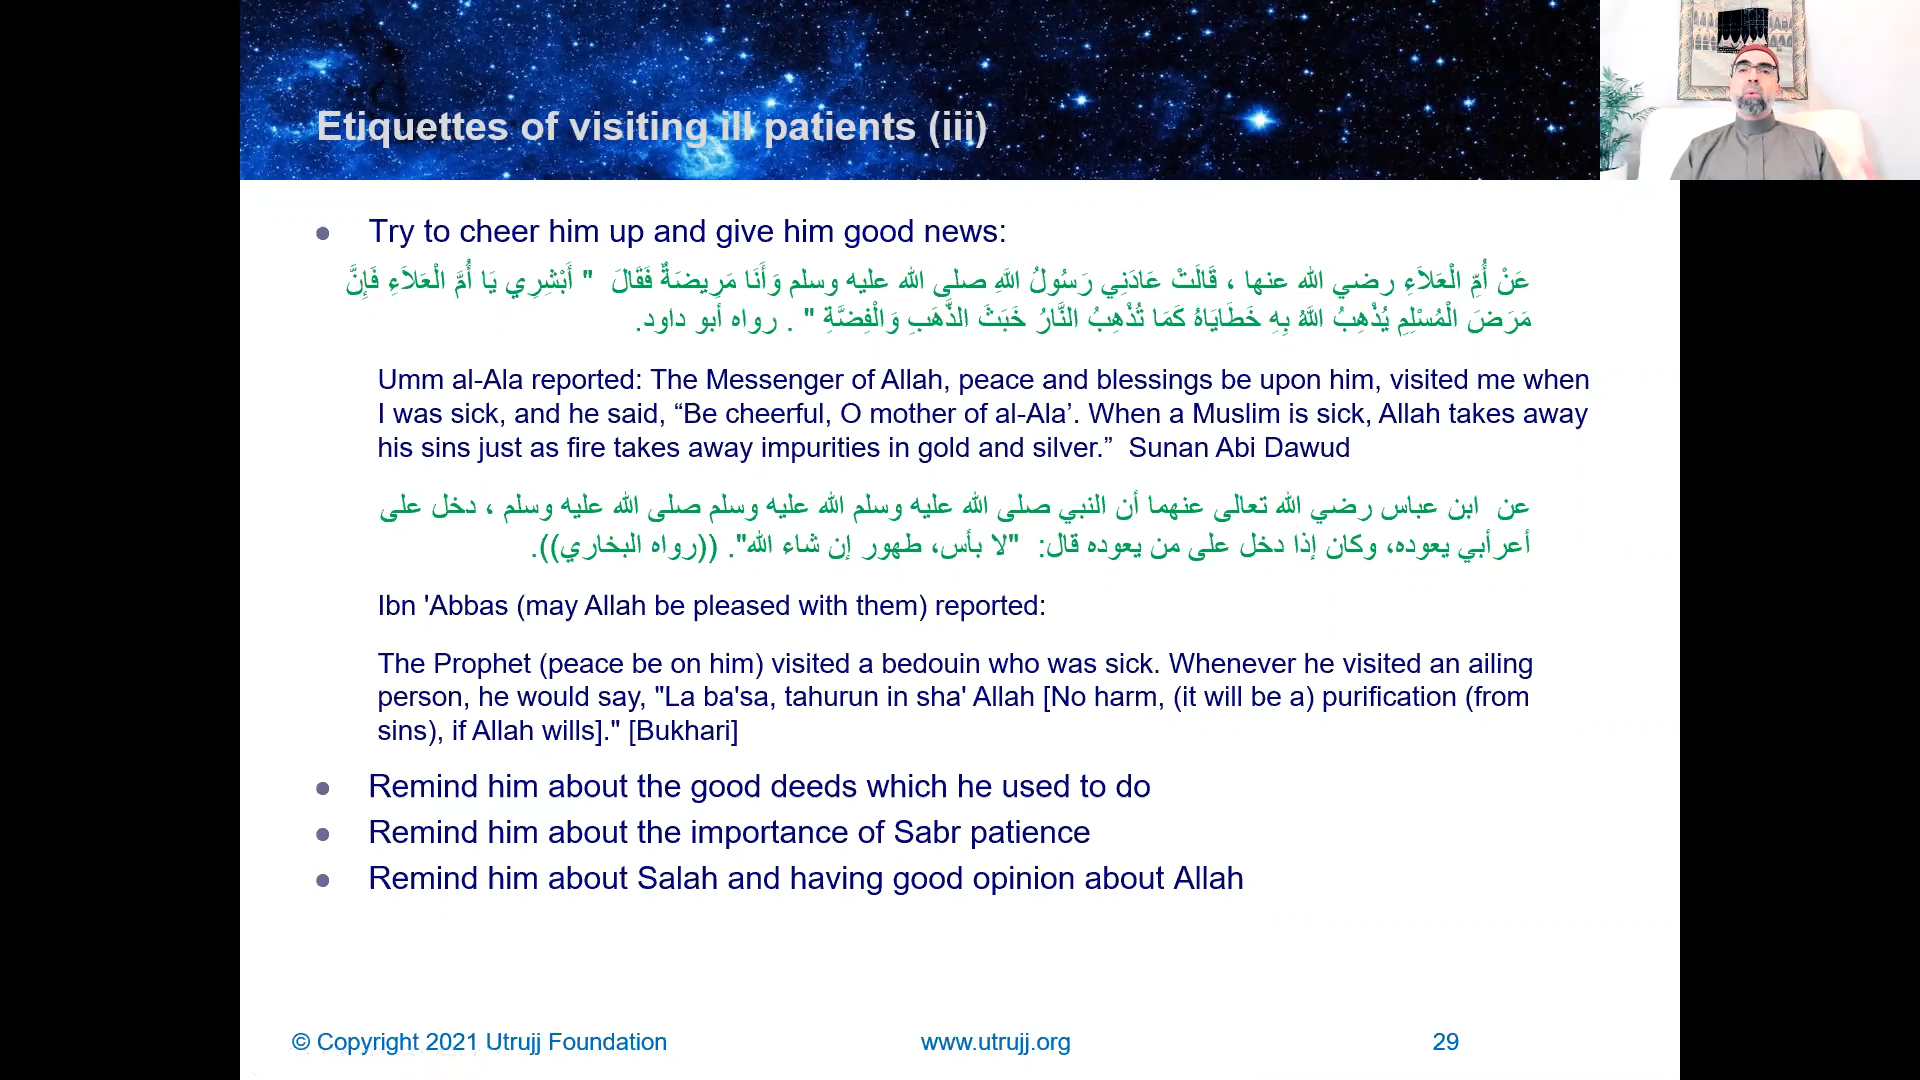 Etiquettes of visiting ill patients (iii)
Try to cheer him up and give him good news:
عَنْ أُمِّ الْعَلاَءِ رضي الله عنها ، قَالَتْ عَادَنِي رَسُولُ اللَّهِ صلى الله عليه وسلم وَأَنَا مَرِيضَةٌ فَقَالَ " أَبْشِرِي يَا أُمَّ الْعَلاَءِ فَإِنَّ
مَرَضَ الْمُسْلِمِ يُذْهِبُ اللَّهُ بِهِ خَطَايَاهُ كَمَا تُذْهِبُ النَّارُ خَبَثَ الذَّهَبِ وَالْفِضَّةِ " . رواه أبو داود.
Umm al-Ala reported: The Messenger of Allah, peace and blessings be upon him, visited me when
I was sick, and he said, “Be cheerful, O mother of al-Ala’. When a Muslim is sick, Allah takes away
his sins just as fire takes away impurities in gold and silver.” Sunan Abi Dawud
عن ابن عباس رضي الله تعالى عنهما أن النبي صلى الله عليه وسلم الله عليه وسلم صلى الله عليه وسلم ، دخل على
أعرأبي يعوده، وكان إذا دخل على من يعوده قال: "لا بأس، طهور إن شاء الله". ((رواه البخاري)).
Ibn 'Abbas (may Allah be pleased with them) reported:
The Prophet (peace be on him) visited a bedouin who was sick. Whenever he visited an ailing
person, he would say, "La ba'sa, tahurun in sha' Allah [No harm, (it will be a) purification (from
sins), if Allah wills]." [Bukhari]
Remind him about the good deeds which he used to do
Remind him about the importance of Sabr patience
Remind him about Salah and having good opinion about Allah
© Copyright 2021 Utrujj Foundation
www.utrujj.org
29